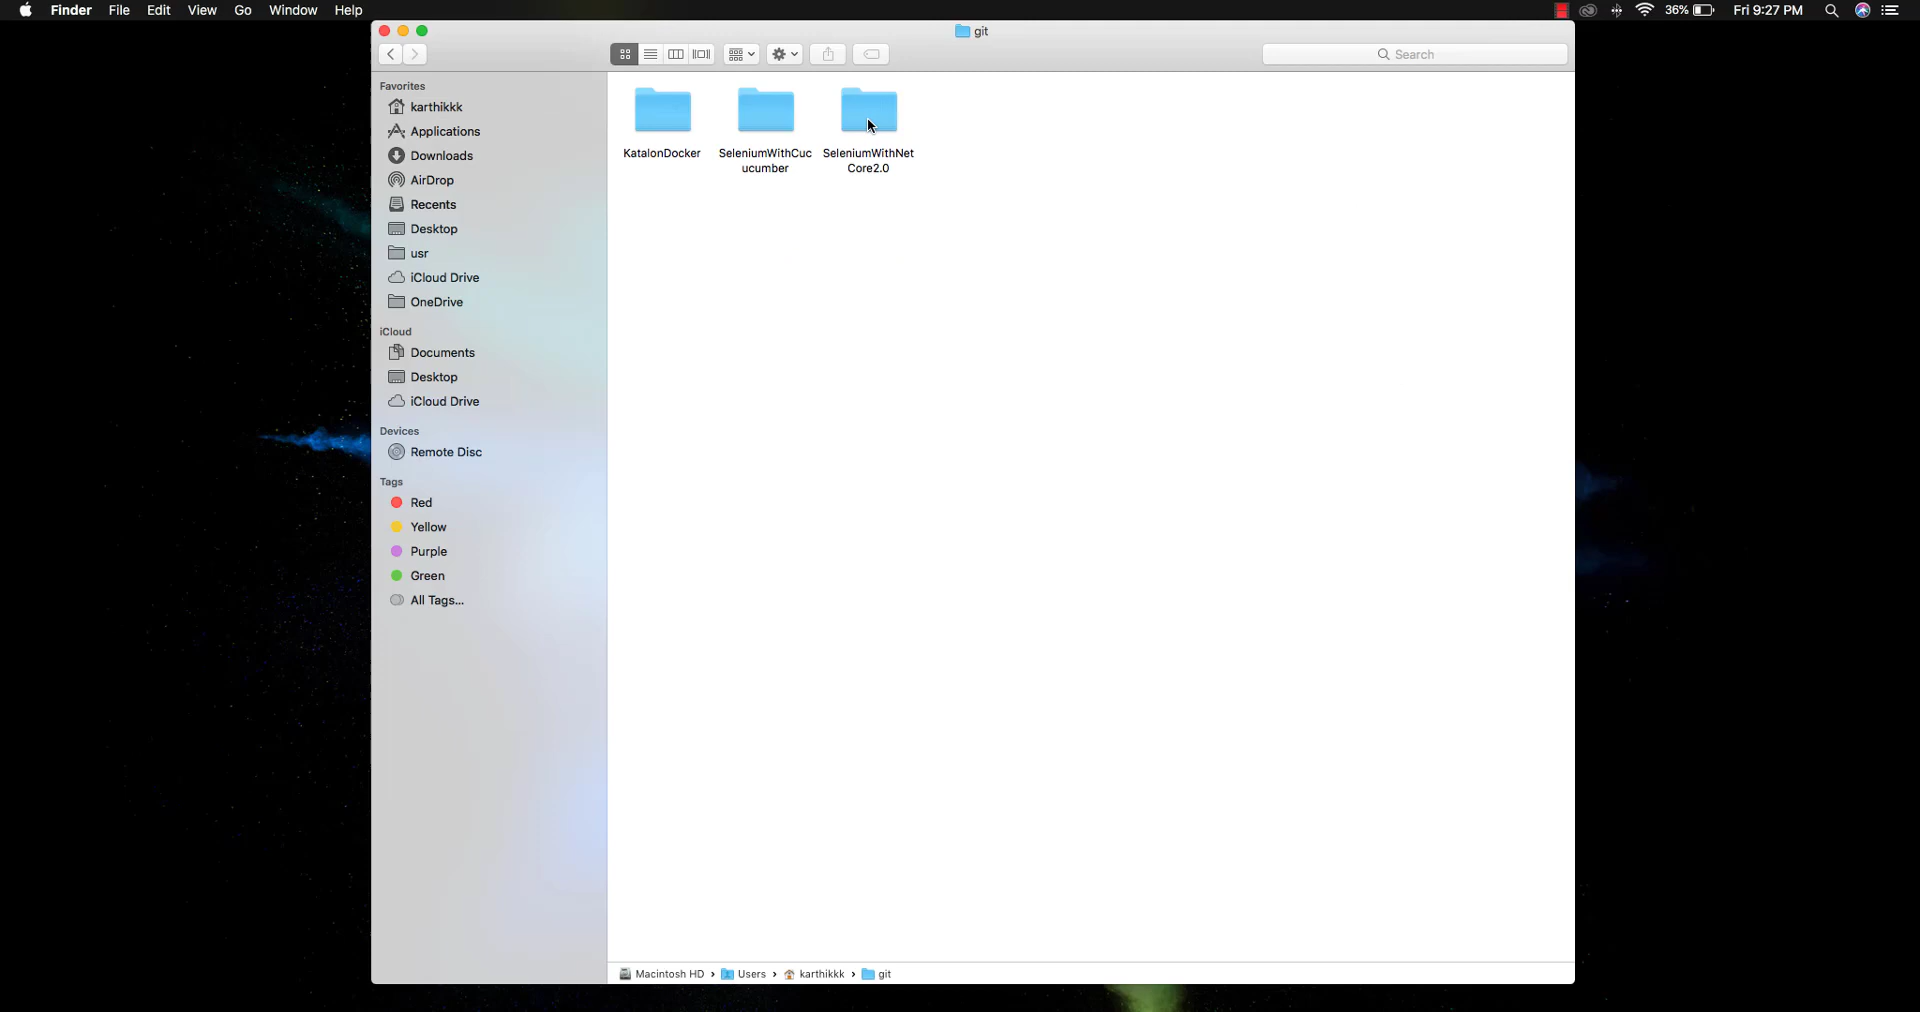 Finder File Edit View Go Window Help 36% Fri 9:27 PM
git
Search
Favorites
karthikkk
Applications
Downloads
AirDrop
Recents
Desktop
usr
iCloud Drive
OneDrive
iCloud
Documents
Desktop
iCloud Drive
Devices
Remote Disc
Tags
Red
Yellow
Purple
Green
All Tags...
KatalonDocker
SeleniumWithCuc
ucumber
SeleniumWithNet
Core2.0
Macintosh HD › Users › karthikkk › git